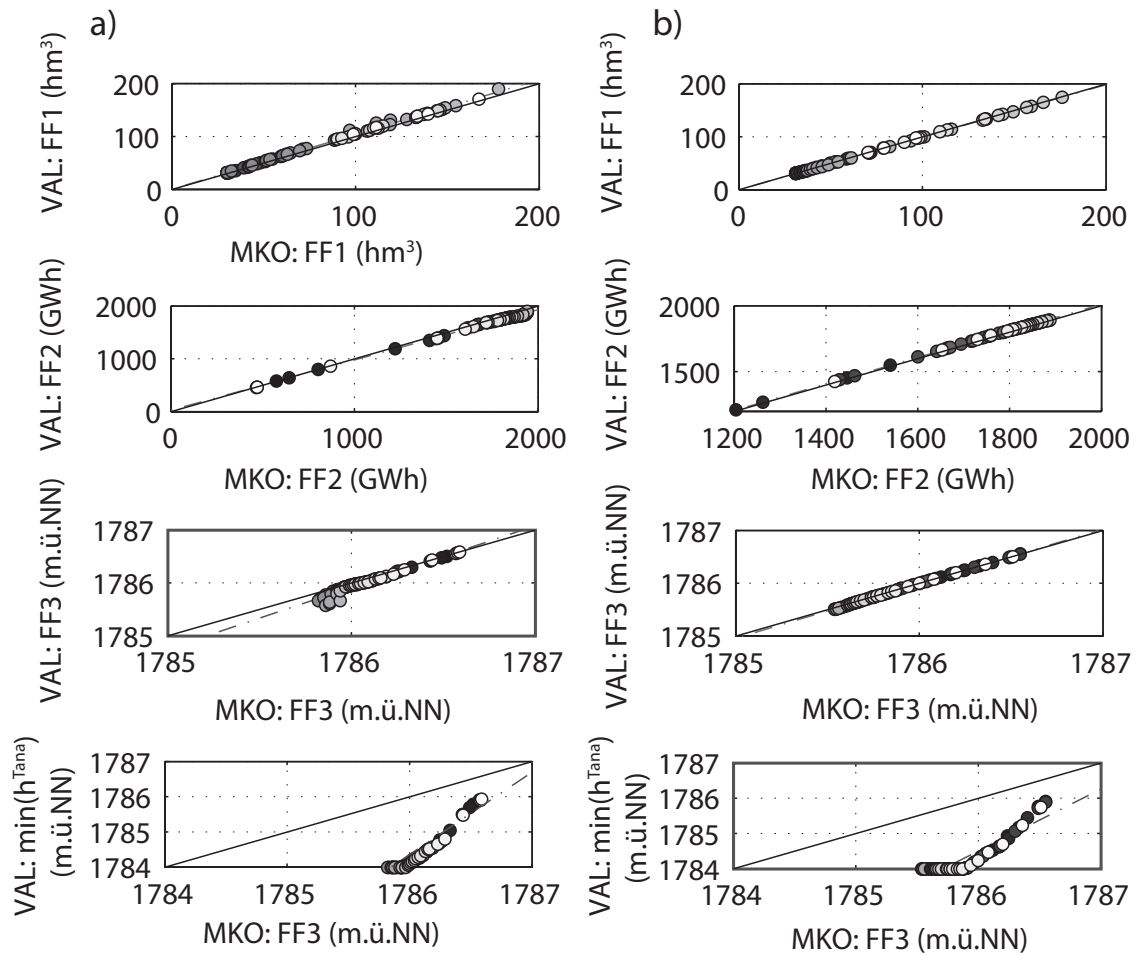 a)
VAL: FF1 (hm³)
200
100
0
0 100 200
MKO: FF1 (hm³)
VAL: FF2 (GWh)
2000
1000
0
0 1000 2000
MKO: FF2 (GWh)
VAL: FF3 (m.ü.NN)
1787
1786
1785
1785 1786 1787
MKO: FF3 (m.ü.NN)
VAL: min(h^Tana)
(m.ü.NN)
1787
1786
1785
1784
1784 1785 1786 1787
MKO: FF3 (m.ü.NN)
b)
VAL: FF1 (hm³)
200
100
0
0 100 200
VAL: FF2 (GWh)
2000
1500
1200 1400 1600 1800 2000
MKO: FF2 (GWh)
VAL: FF3 (m.ü.NN)
1787
1786
1785
1785 1786 1787
MKO: FF3 (m.ü.NN)
VAL: min(h^Tana)
(m.ü.NN)
1787
1786
1785
1784
1784 1785 1786 1787
MKO: FF3 (m.ü.NN)